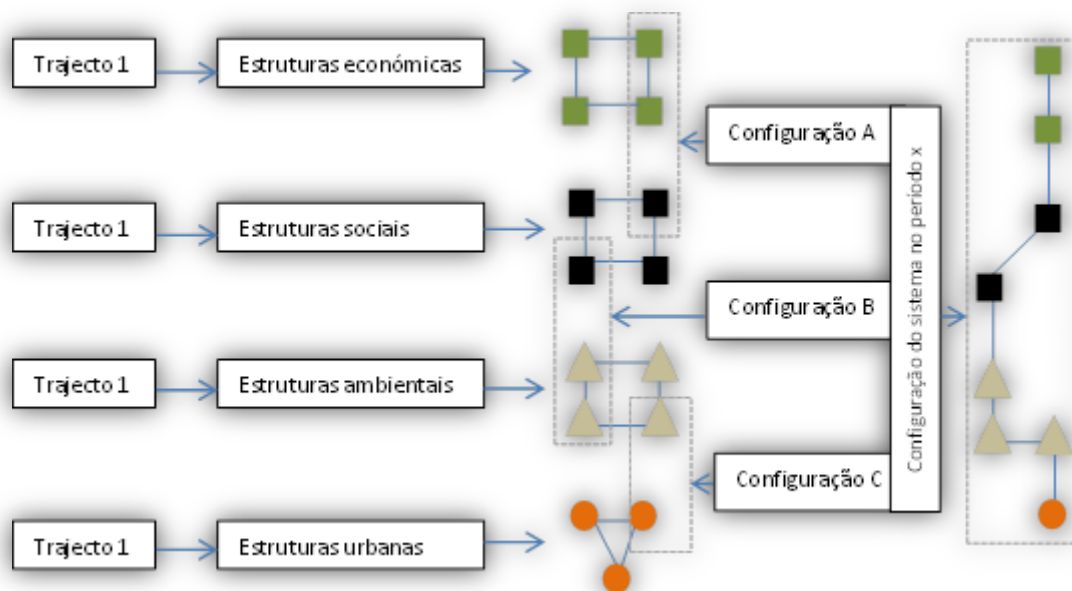 Trajecto 1
Estruturas económicas
Configuração A
Trajecto 1
Estruturas sociais
Configuração B
Configuração do sistema no periodo x
Trajecto 1
Estruturas ambientais
Configuração C
Trajecto 1
Estruturas urbanas